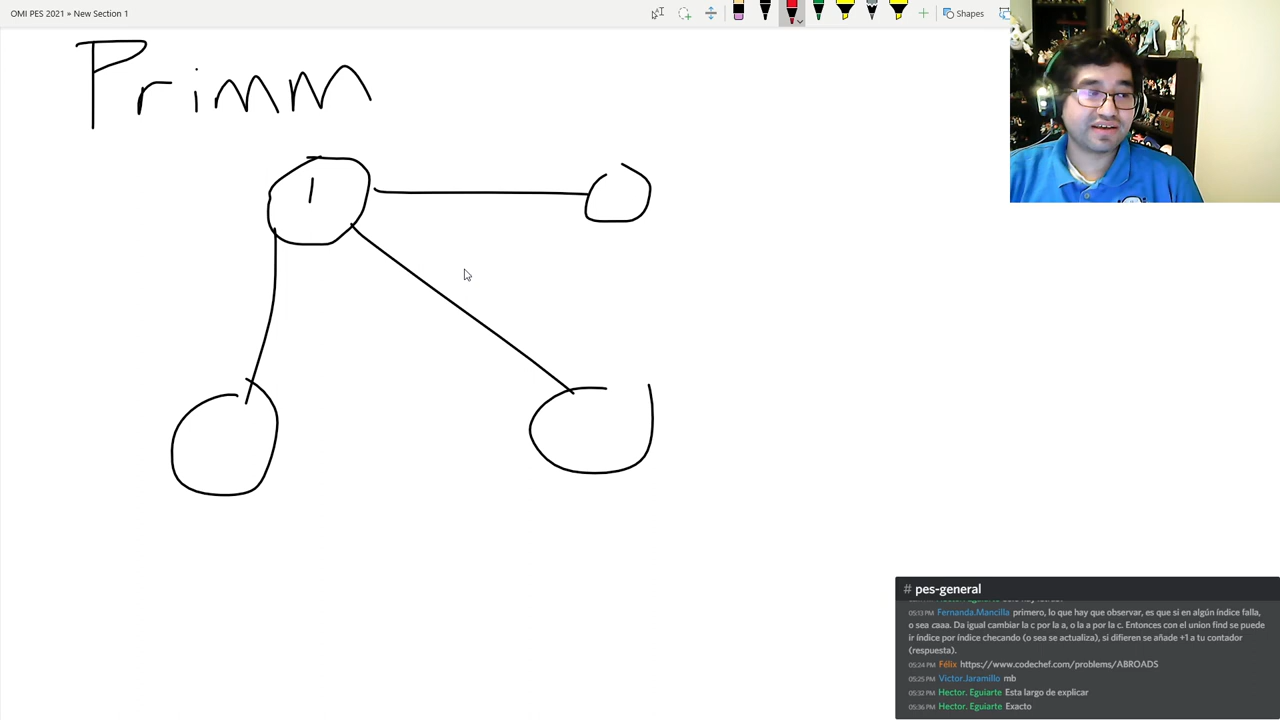 OMI PES 2021 » New Section 1
Shapes
Primm
1
# pes-general
05:13 PM Fernanda.Mancilla primero, lo que hay que observar, es que si en algún índice falla,
o sea caaa. Da igual cambiar la c por la a, o la a por la c. Entonces con el union find se puede
ir índice por índice checando (o sea se actualiza), si difieren se añade +1 a tu contador
(respuesta).
05:24 PM Félix https://www.codechef.com/problems/ABROADS
05:25 PM Victor.Jaramillo mb
05:32 PM Hector. Eguiarte Esta largo de explicar
05:36 PM Hector. Eguiarte Exacto